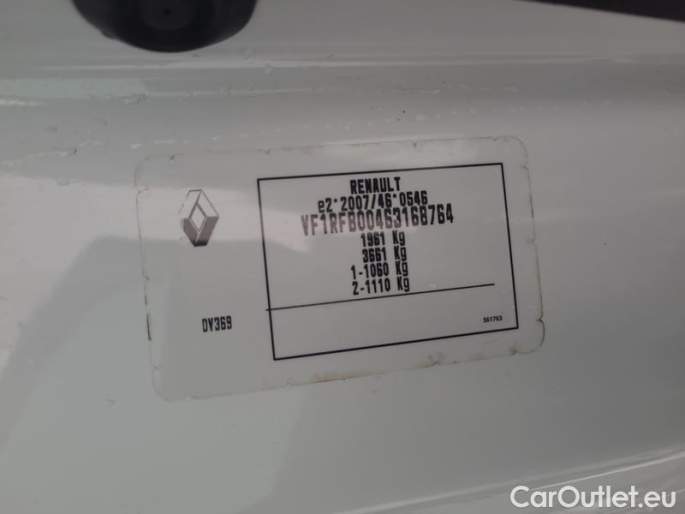 RENAULT
e2*2007/46*0546
VF1RFB00463168764
1961 Kg
3661 Kg
1-1060 Kg
2-1110 Kg
DV369
561763
CarOutlet.eu